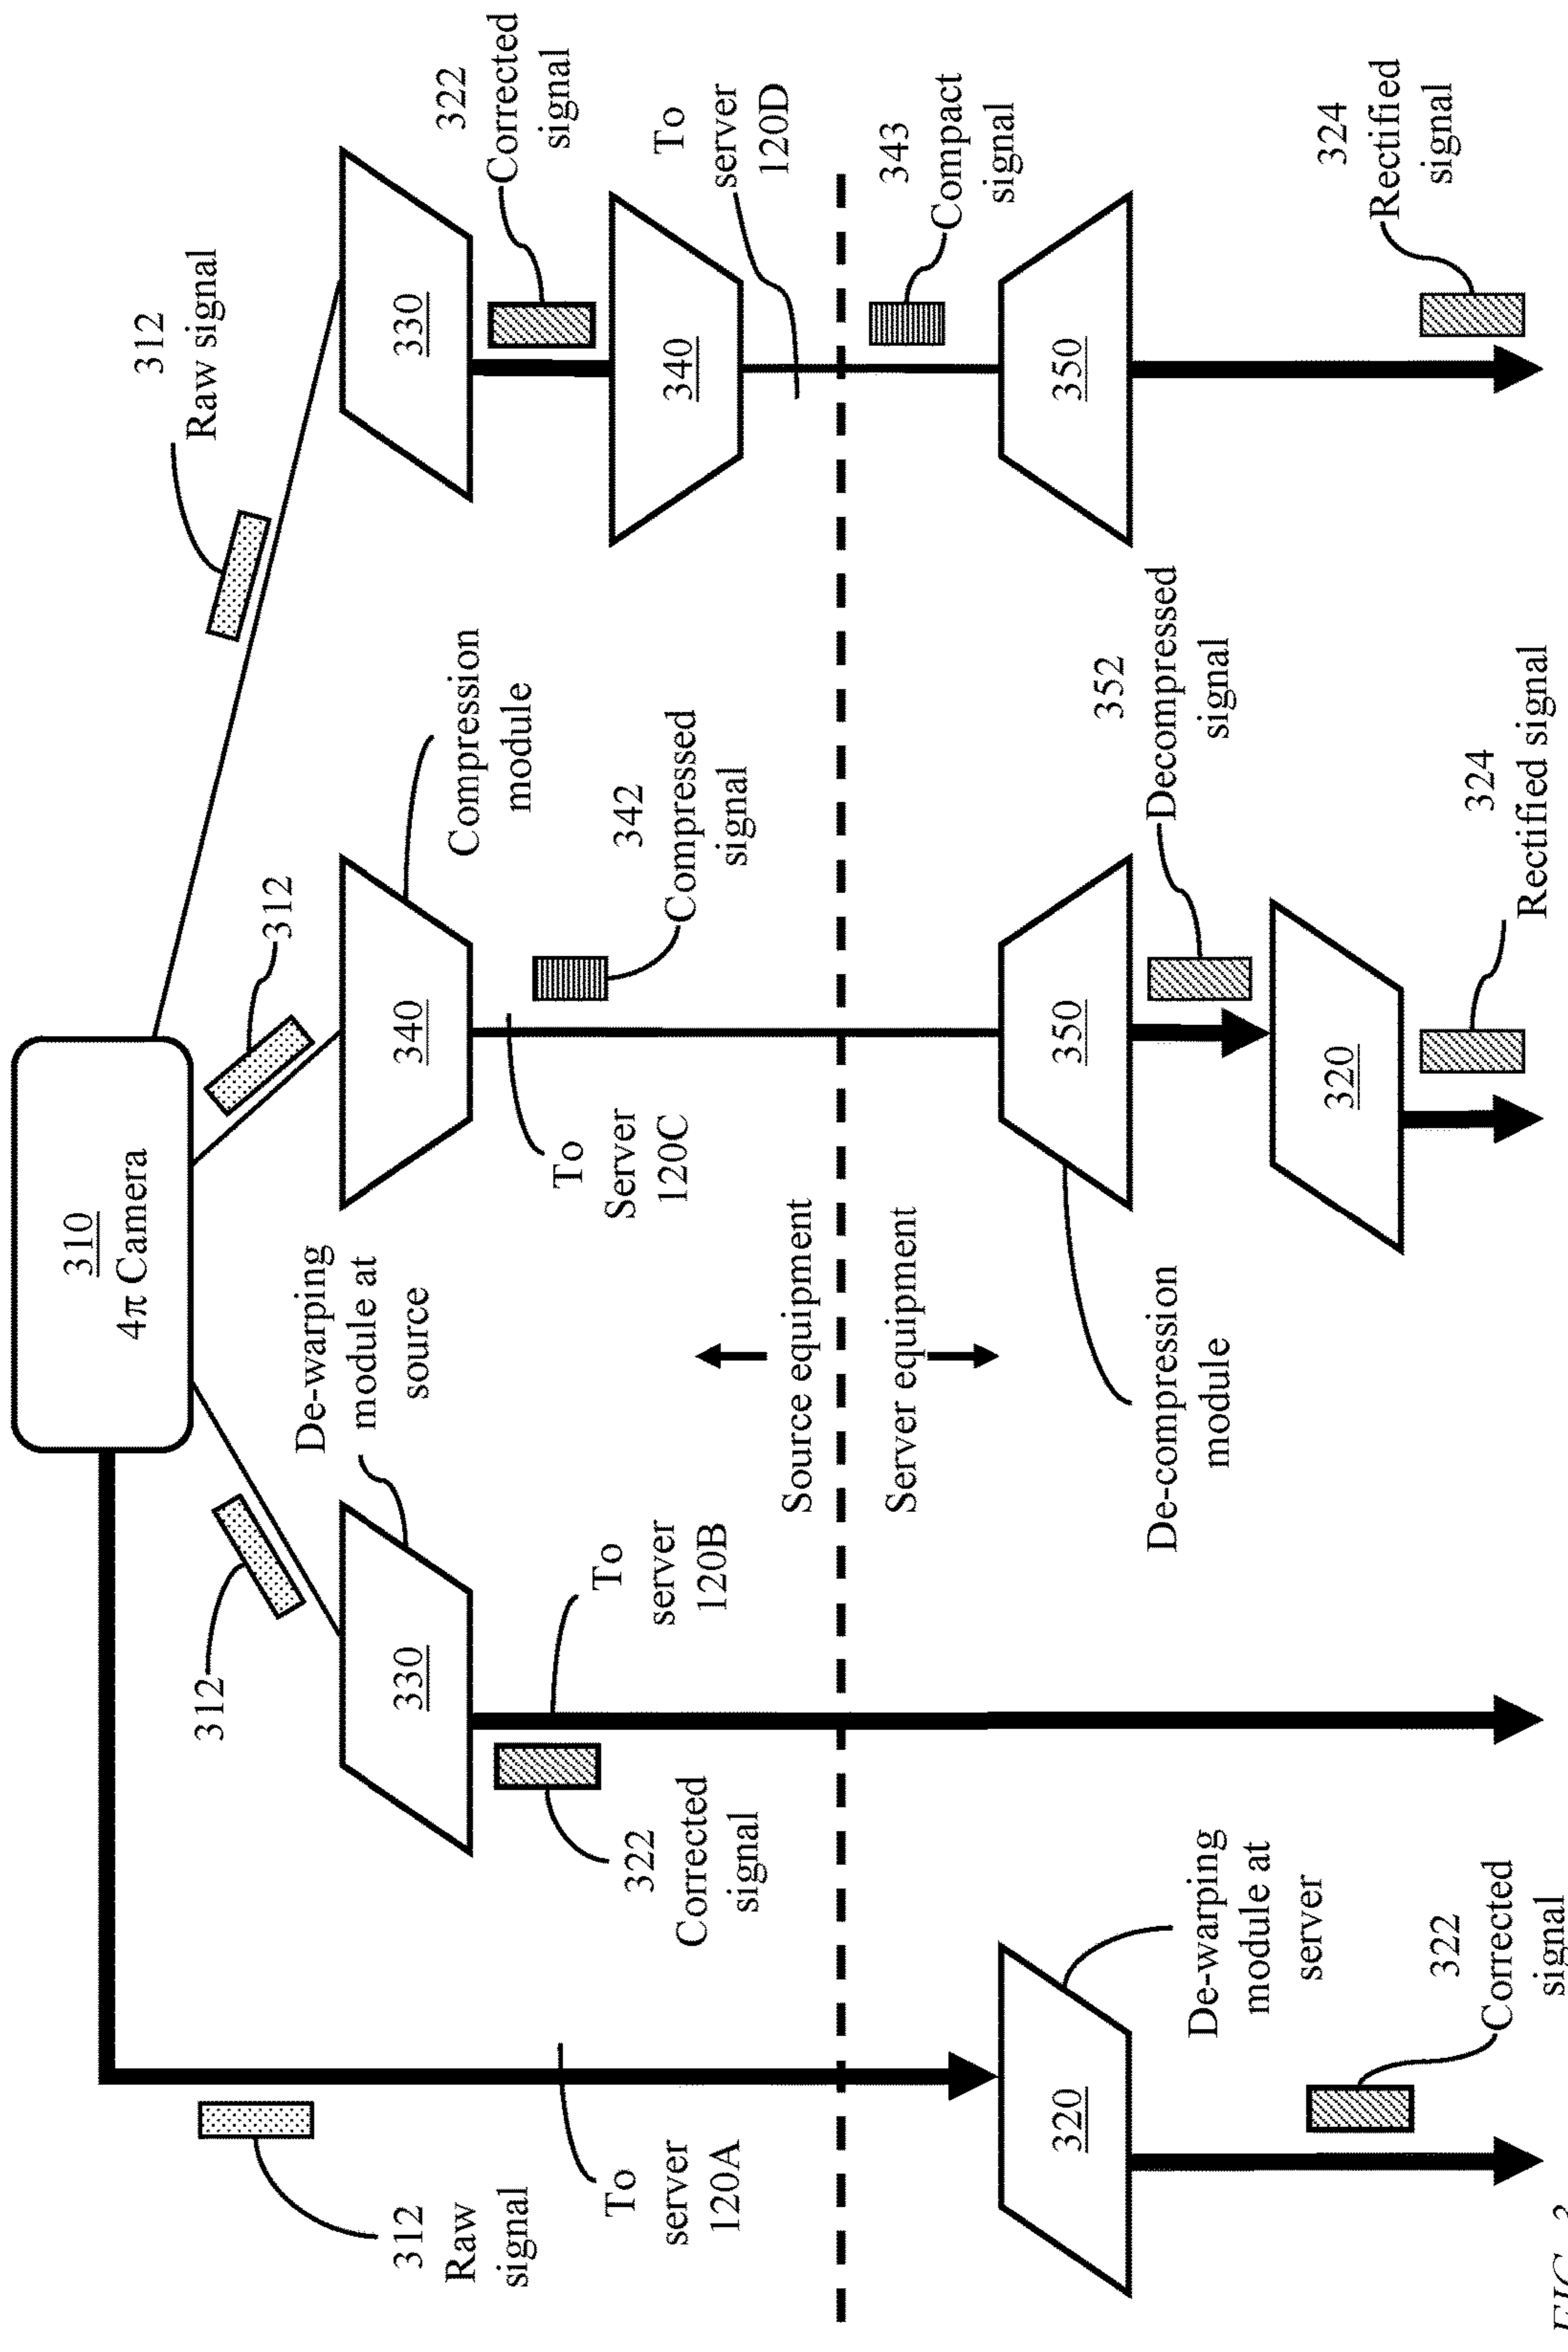 310
4π Camera
312
Raw signal
312
312
312
Raw
signal
De-warping
module at
source
330
340
330
Compression
module
322
Corrected
signal
To
server
120A
322
Corrected
signal
To
server
120B
To
Server
120C
342
Compressed
signal
340
To
server
120D
Source equipment
Server equipment
343
Compact
signal
320
350
350
De-warping
module at
server
De-compression
module
352
Decompressed
signal
320
322
Corrected
signal
324
Rectified signal
324
Rectified
signal
FIG. 3